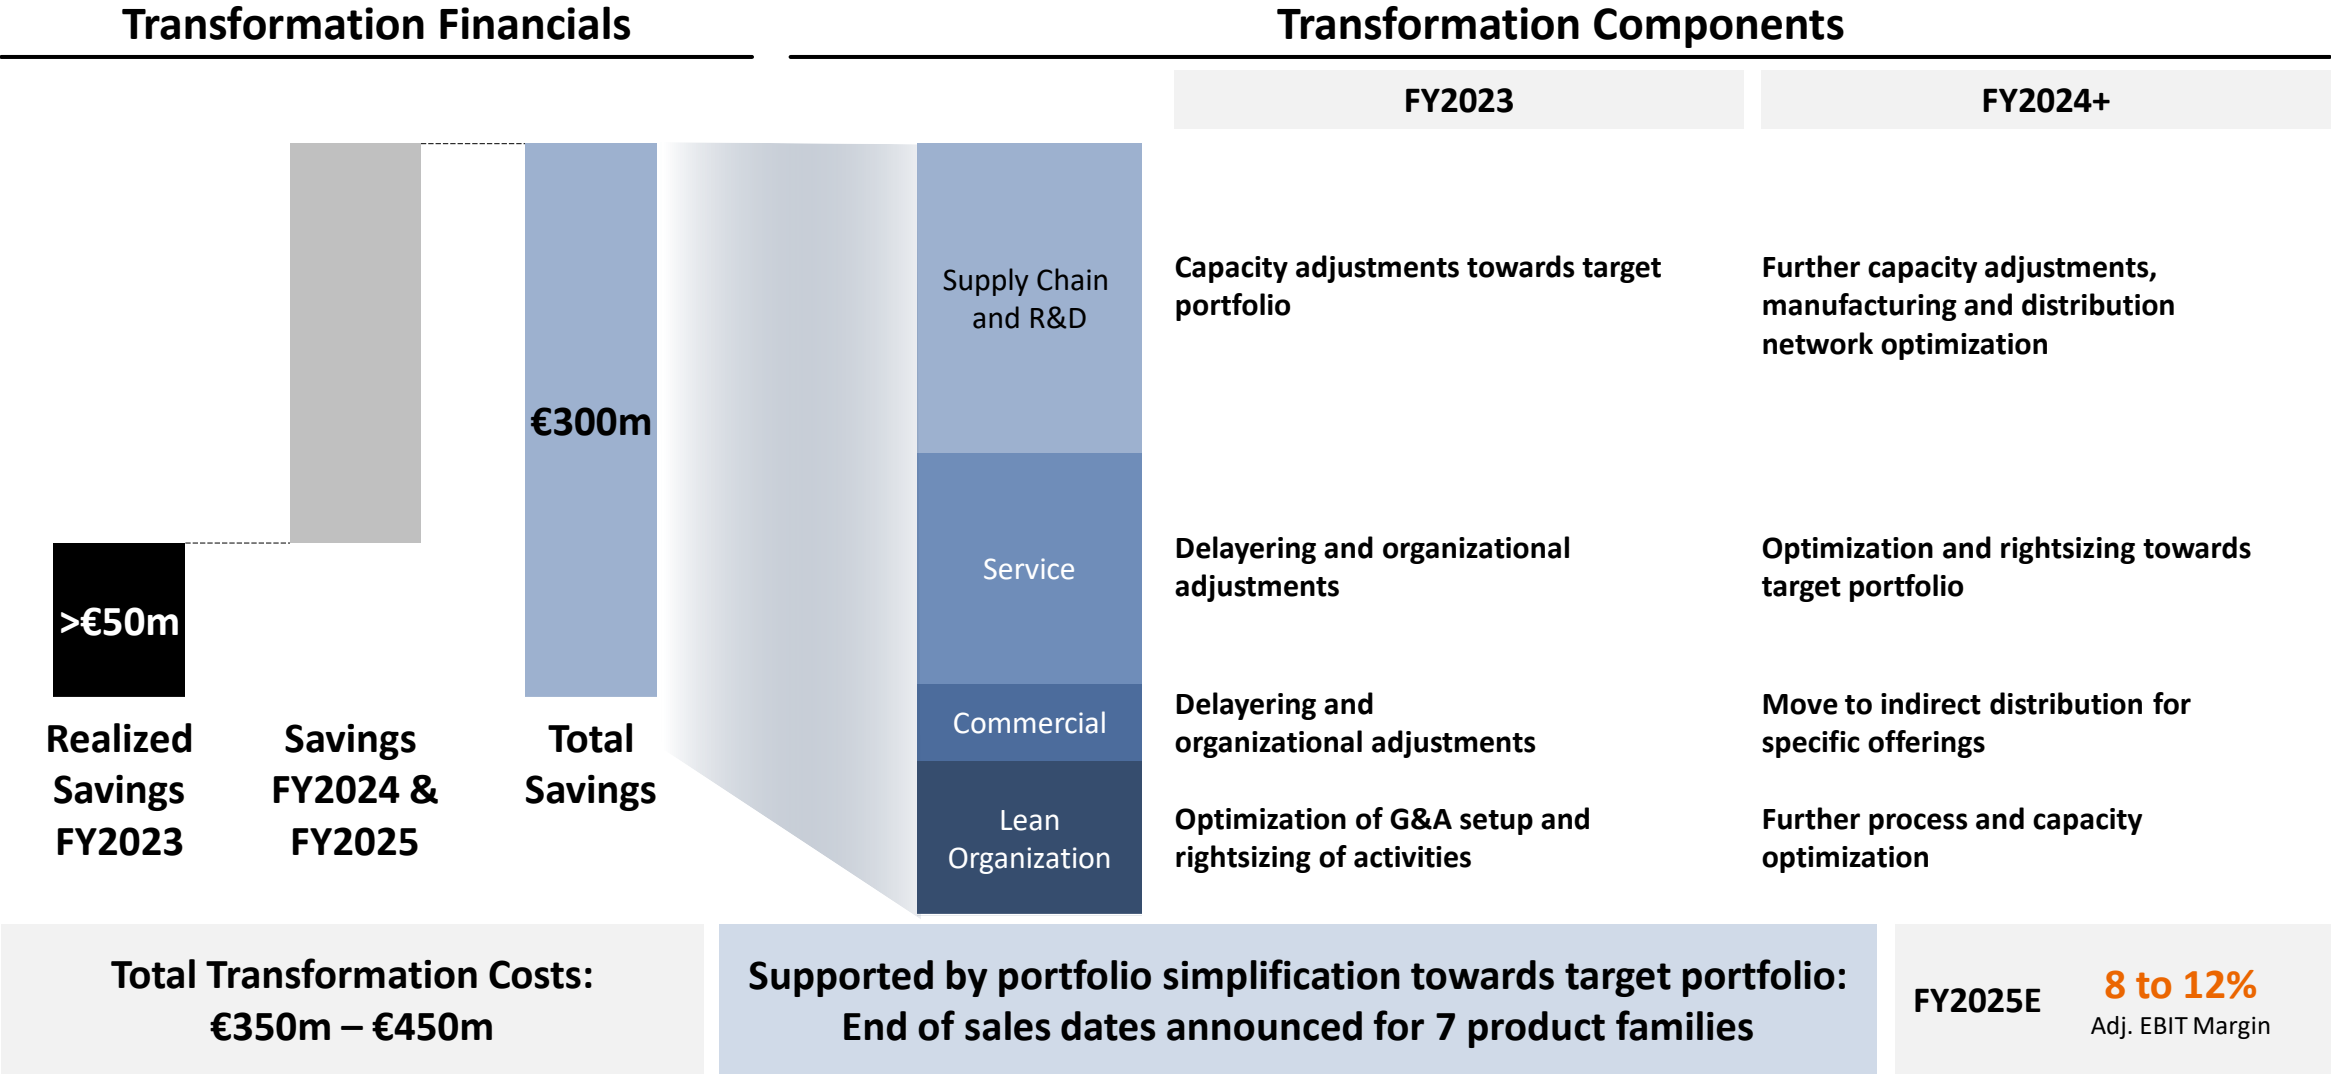 Transformation Financials
Transformation Components
FY2023
FY2024+
>€50m
€300m
Realized
Savings
FY2023
Savings
FY2024 &
FY2025
Total
Savings
Supply Chain
and R&D
Capacity adjustments towards target
portfolio
Further capacity adjustments,
manufacturing and distribution
network optimization
Service
Delayering and organizational
adjustments
Optimization and rightsizing towards
target portfolio
Commercial
Delayering and
organizational adjustments
Move to indirect distribution for
specific offerings
Lean
Organization
Optimization of G&A setup and
rightsizing of activities
Further process and capacity
optimization
Total Transformation Costs:
€350m – €450m
Supported by portfolio simplification towards target portfolio:
End of sales dates announced for 7 product families
FY2025E
8 to 12%
Adj. EBIT Margin